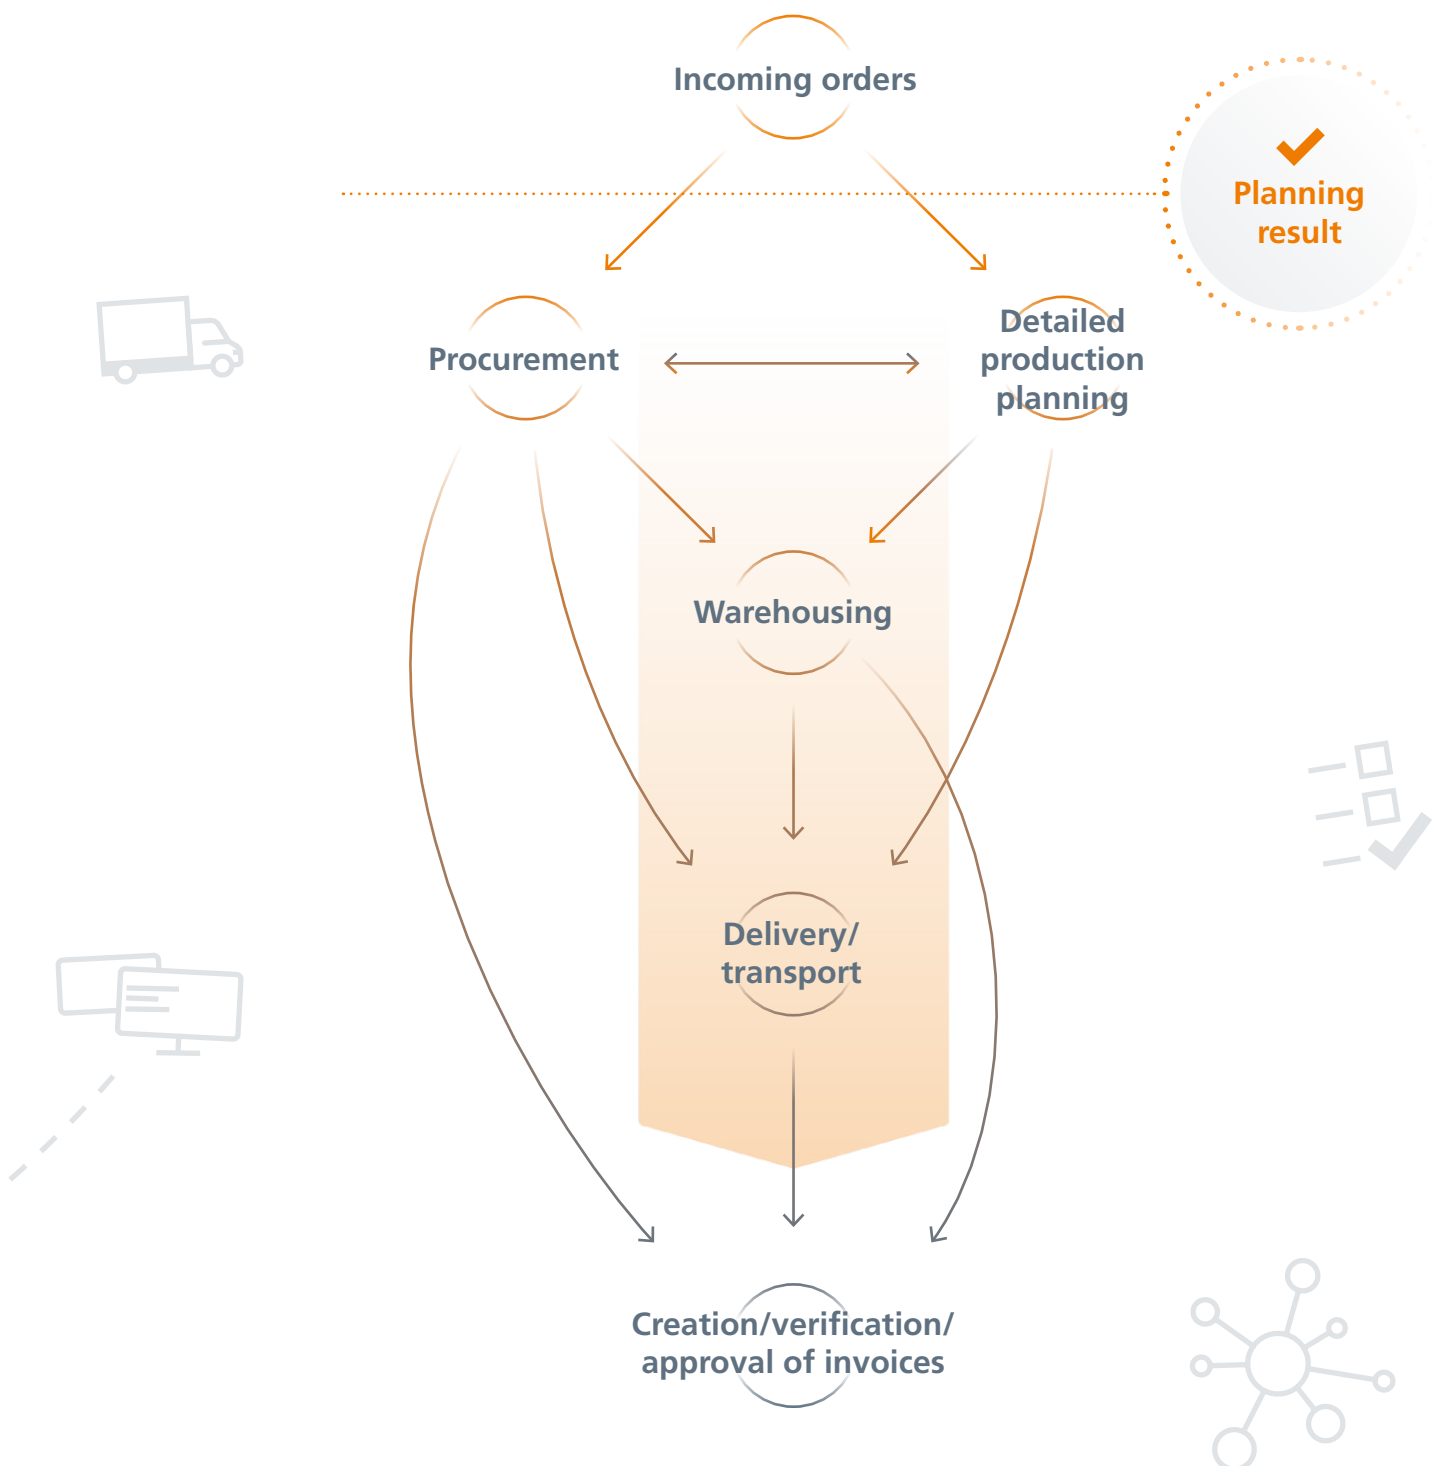 Incoming orders
Planning
result
Procurement
Detailed
production
planning
Warehousing
Delivery/
transport
Creation/verification/
approval of invoices